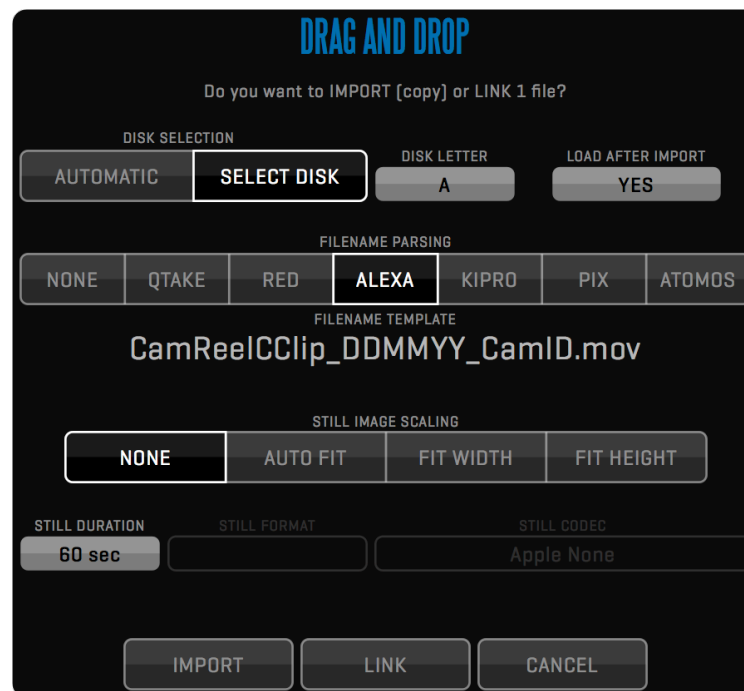 DRAG AND DROP
Do you want to IMPORT (copy) or LINK 1 file?
DISK SELECTION
DISK LETTER
LOAD AFTER IMPORT
AUTOMATIC
SELECT DISK
A
YES
FILENAME PARSING
NONE
QTAKE
RED
ALEXA
KIPRO
PIX
ATOMOS
FILENAME TEMPLATE
CamReelCClip_DDMMYY_CamID.mov
STILL IMAGE SCALING
NONE
AUTO FIT
FIT WIDTH
FIT HEIGHT
STILL DURATION
STILL FORMAT
STILL CODEC
60 sec
Apple None
IMPORT
LINK
CANCEL